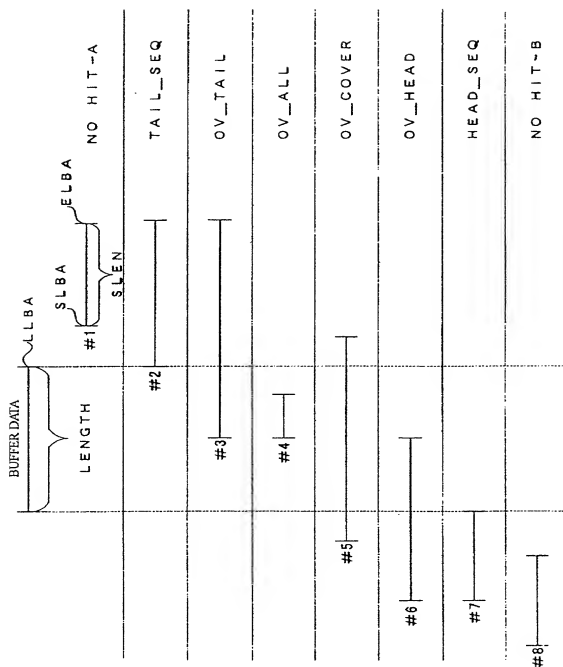 BUFFER DATA
LLBA
LENGTH
SLBA
ELBA
SLEN
#1
NO HIT-A
#2
TAIL_SEQ
#3
OV_TAIL
#4
OV_ALL
#5
OV_COVER
#6
OV_HEAD
#7
HEAD_SEQ
#8
NO HIT-B